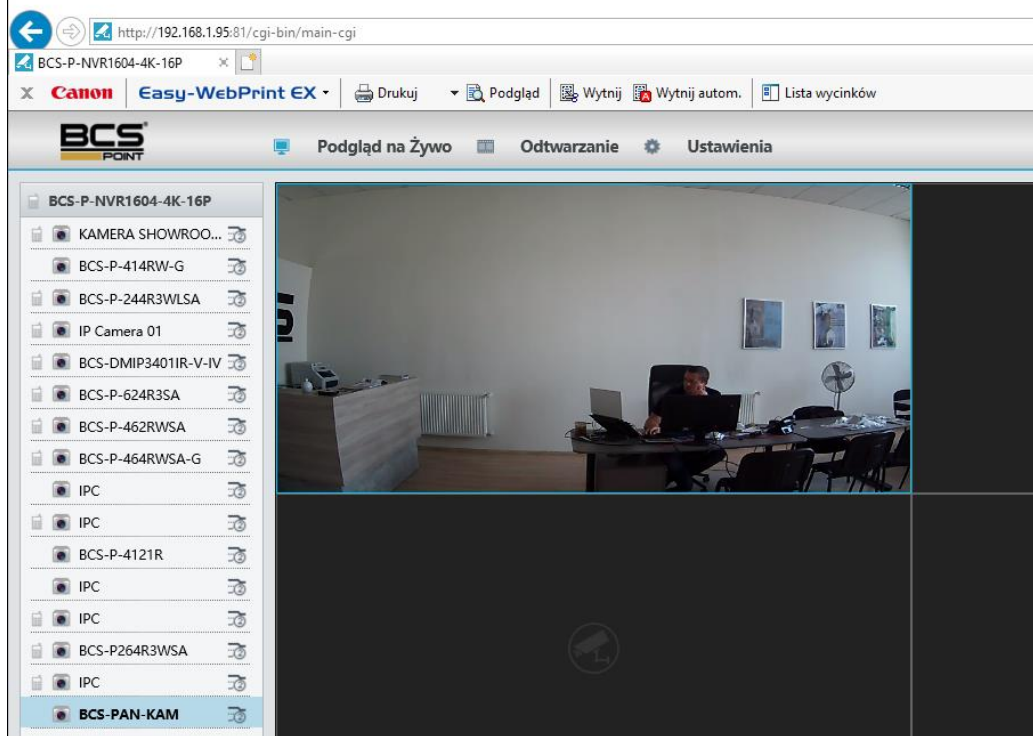 http://192.168.1.95:81/cgi-bin/main-cgi
BCS-P-NVR1604-4K-16P
X Canon Easy-WebPrint EX Drukuj Podgląd Wytnij Wytnij autom. Lista wycinków
BCS POINT Podgląd na Żywo Odtwarzanie Ustawienia
BCS-P-NVR1604-4K-16P
KAMERA SHOWROO...
BCS-P-414RW-G
BCS-P-244R3WLSA
IP Camera 01
BCS-DMIP3401IR-V-IV
BCS-P-624R3SA
BCS-P-462RWSA
BCS-P-464RWSA-G
IPC
IPC
BCS-P-4121R
IPC
IPC
BCS-P264R3WSA
IPC
BCS-PAN-KAM